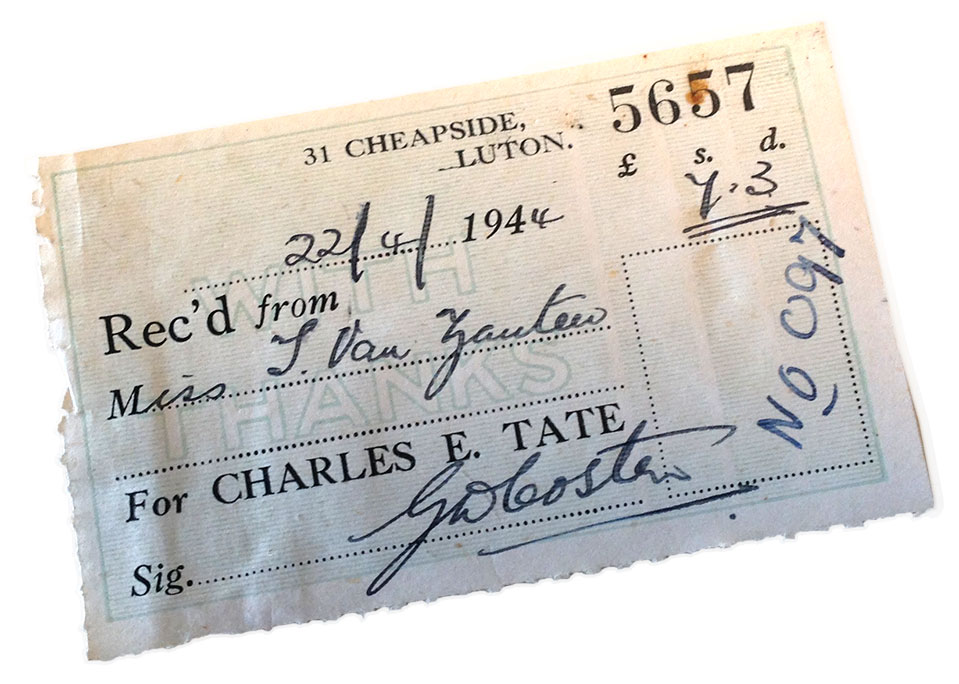 31 CHEAPSIDE,
LUTON.
5657
£ s. d.
7.3
22/4/1944
WITH
THANKS
Rec'd from
Miss Van Zanten
For CHARLES E. TATE
Sig.
No C97